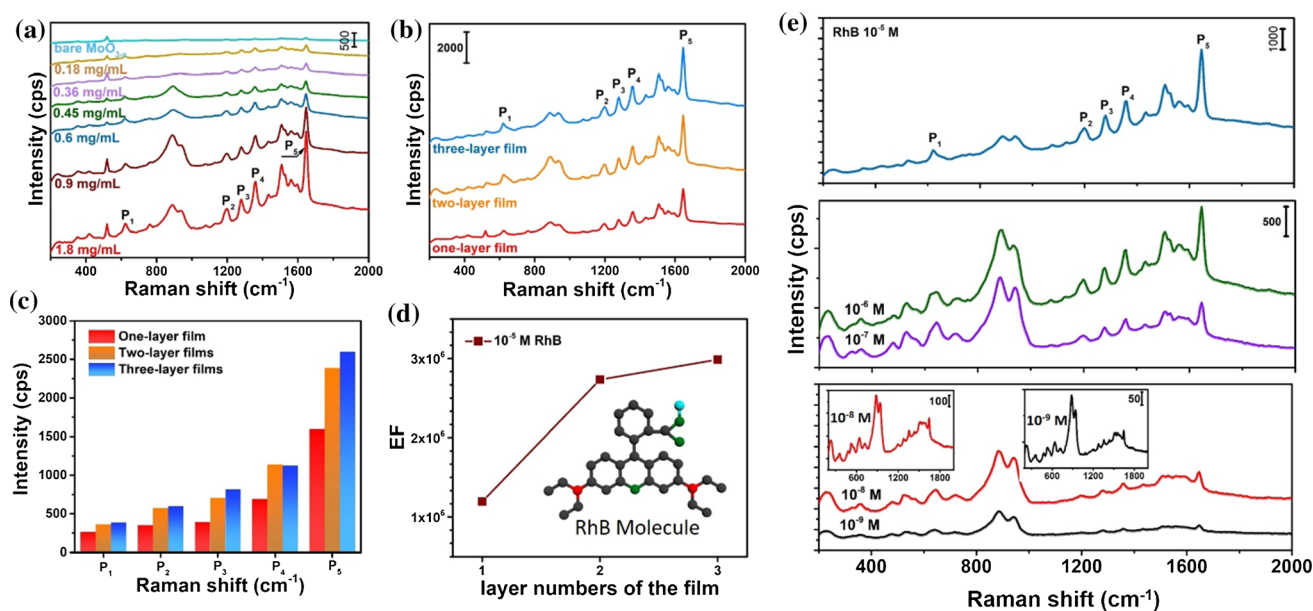 (a)
Intensity (cps)
500
bare MoO₃₋ₓ
0.18 mg/mL
0.36 mg/mL
0.45 mg/mL
0.6 mg/mL
0.9 mg/mL
1.8 mg/mL
P₁
P₂
P₃
P₄
P₅
400 800 1200 1600 2000
Raman shift (cm⁻¹)
(b)
Intensity (cps)
2000
P₁
P₂
P₃
P₄
P₅
three-layer film
two-layer film
one-layer film
400 800 1200 1600 2000
Raman shift (cm⁻¹)
(c)
Intensity (cps)
3000
2500
2000
1500
1000
500
0
One-layer film
Two-layer films
Three-layer films
P₁ P₂ P₃ P₄ P₅
Raman shift (cm⁻¹)
(d)
EF
3x10⁶
2x10⁶
1x10⁶
10⁻⁵ M RhB
RhB Molecule
1 2 3
layer numbers of the film
(e)
Intensity (cps)
RhB 10⁻⁵ M
1000
P₁
P₂
P₃
P₄
P₅
400 800 1200 1600 2000
500
10⁻⁶ M
10⁻⁷ M
10⁻⁸ M
100
600 1200 1800
10⁻⁹ M
50
600 1200 1800
10⁻⁸ M
10⁻⁹ M
400 800 1200 1600 2000
Raman shift (cm⁻¹)